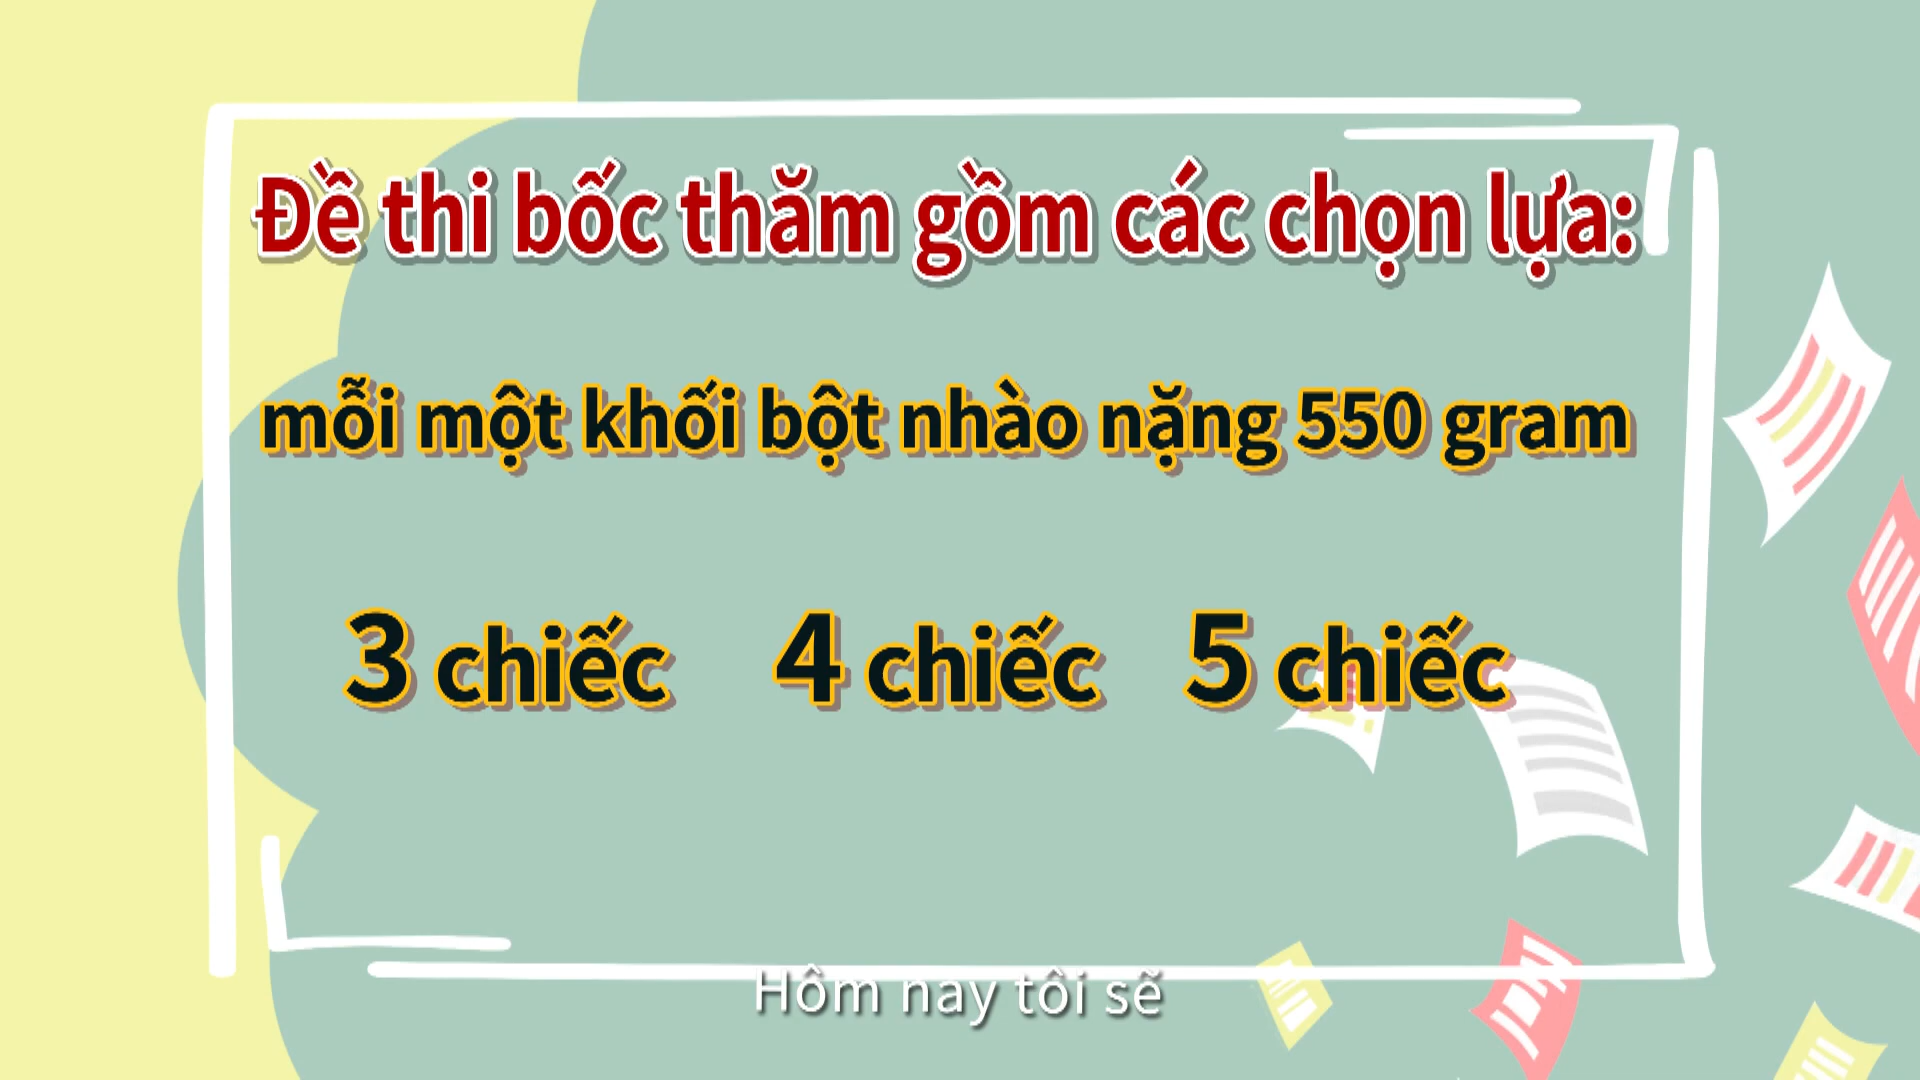 Đề thi bốc thăm gồm các chọn lựa:
mỗi một khối bột nhào nặng 550 gram
3 chiếc 4 chiếc 5 chiếc
Hôm nay tôi sẽ